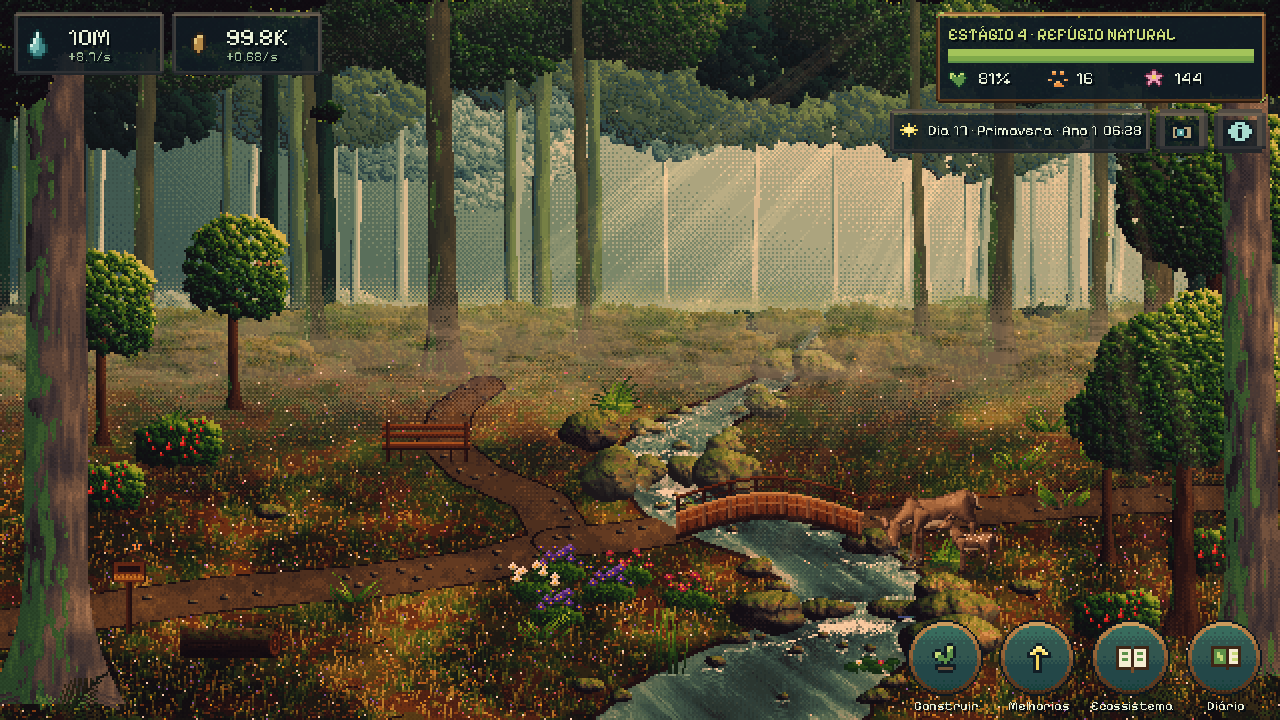 10M
+8.7/s
99.8K
+0.68/s
ESTÁGIO 4 · REFÚGIO NATURAL
81% 16 144
Dia 17 · Primavera · Ano 1 06:28
Construir Melhorias Ecossistema Diário